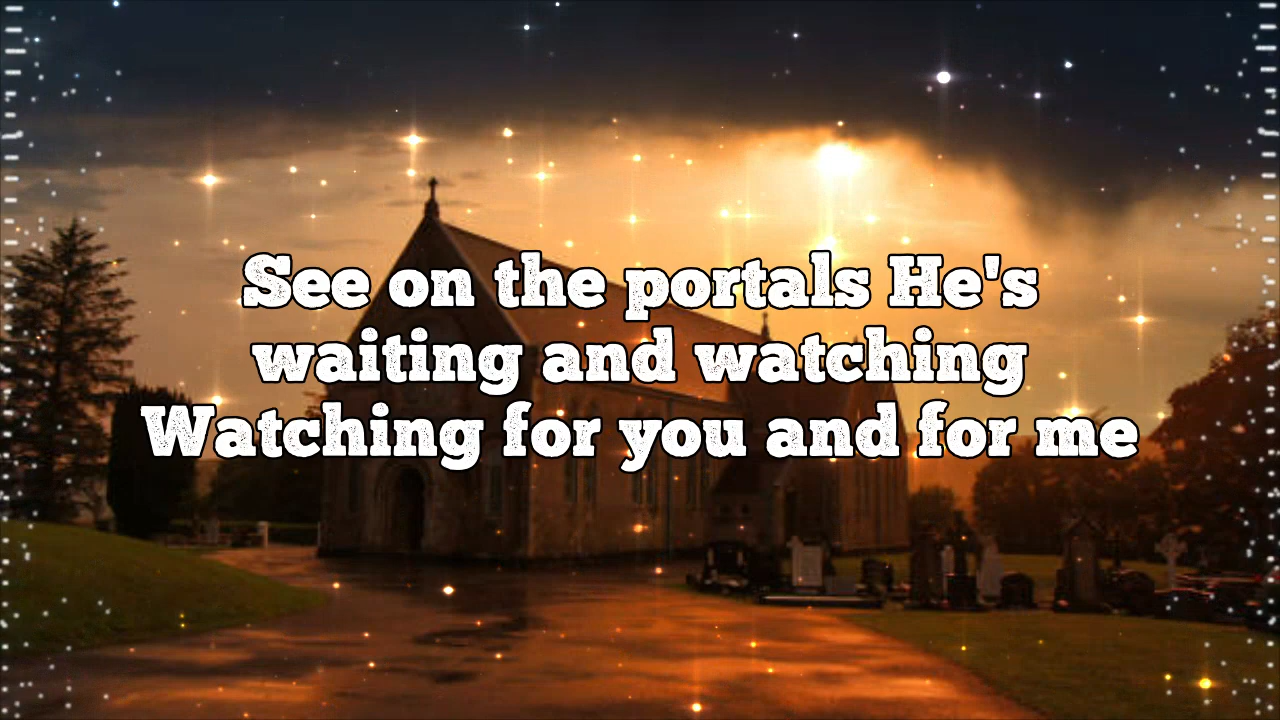 See on the portals He's
waiting and watching
Watching for you and for me